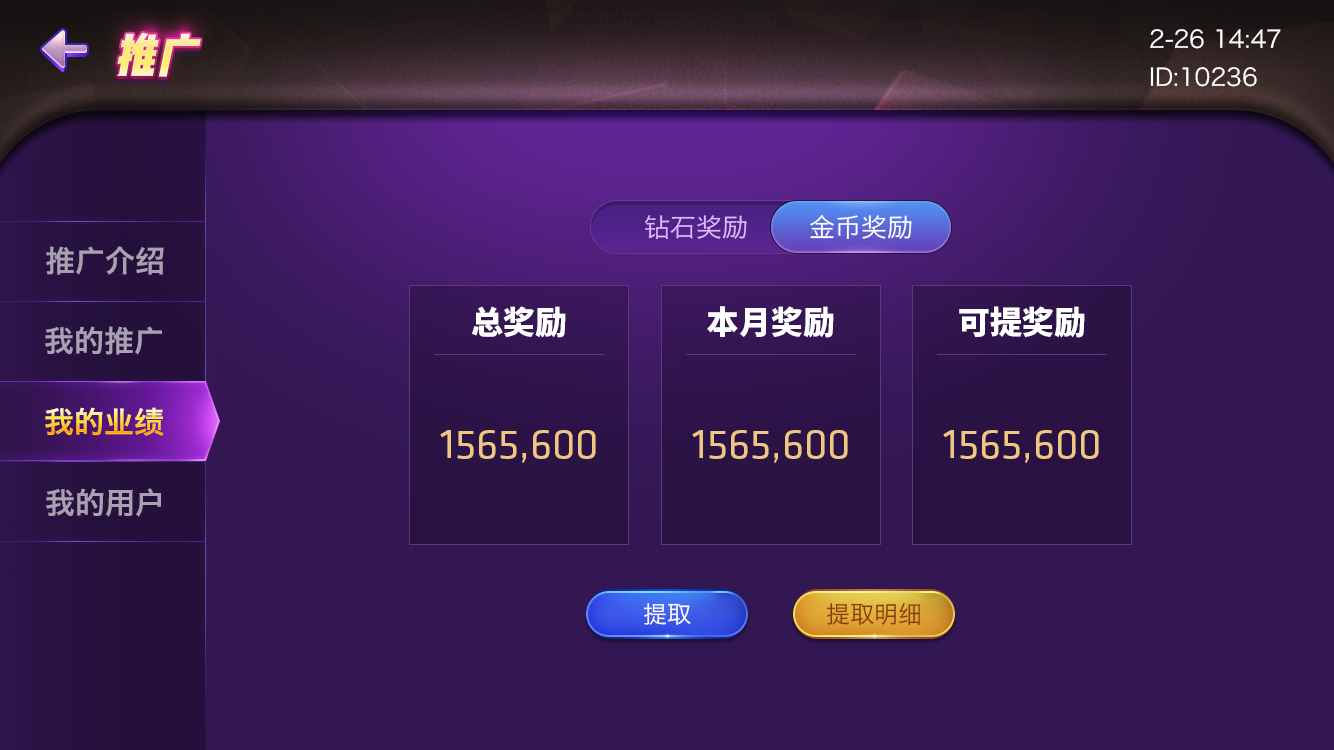 推广
2-26 14:47
ID:10236
推广介绍
我的推广
我的业绩
我的用户
钻石奖励 金币奖励
总奖励 本月奖励 可提奖励
1565,600 1565,600 1565,600
提取 提取明细